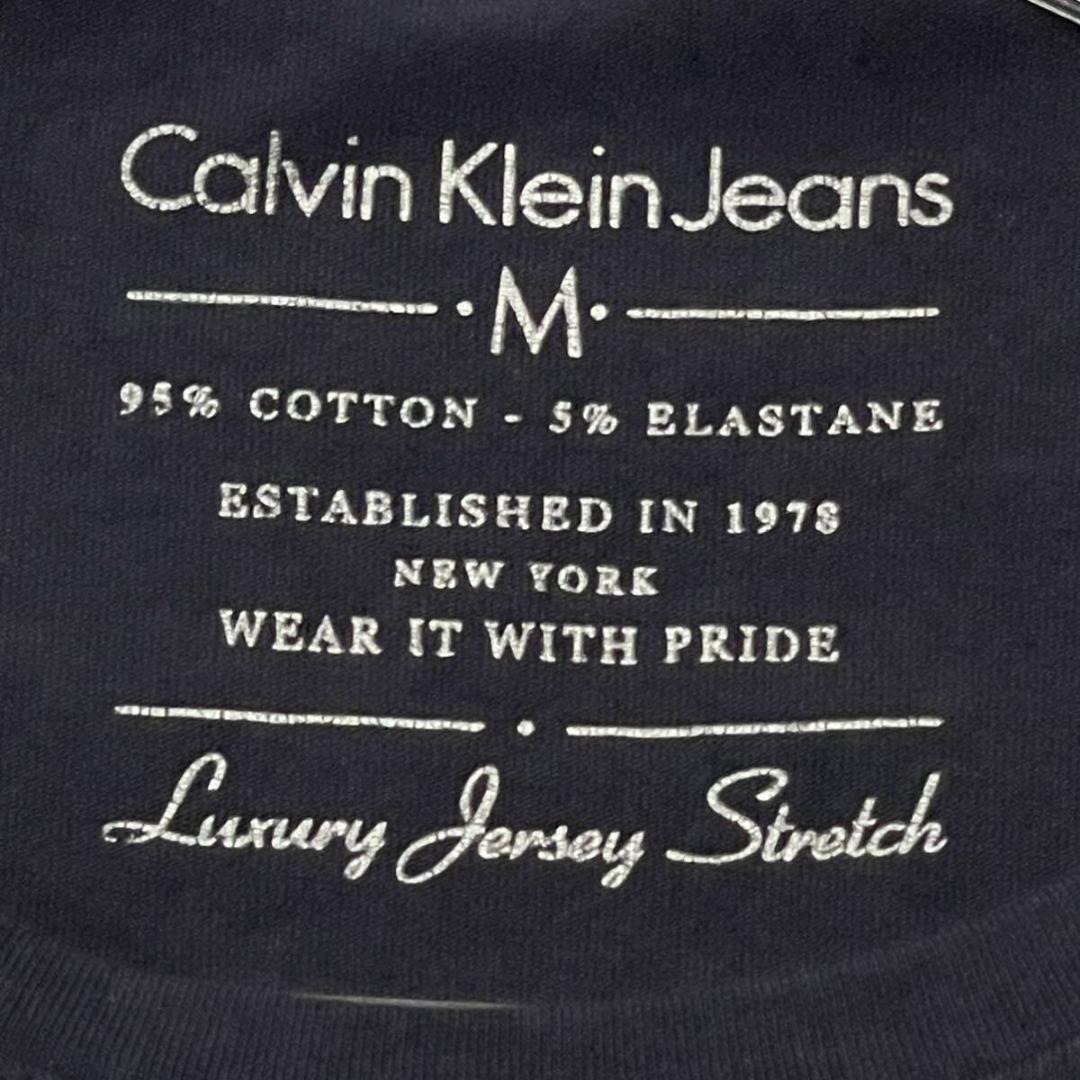 Calvin Klein Jeans
· M ·
95% COTTON - 5% ELASTANE
ESTABLISHED IN 1978
NEW YORK
WEAR IT WITH PRIDE
Luxury Jersey Stretch